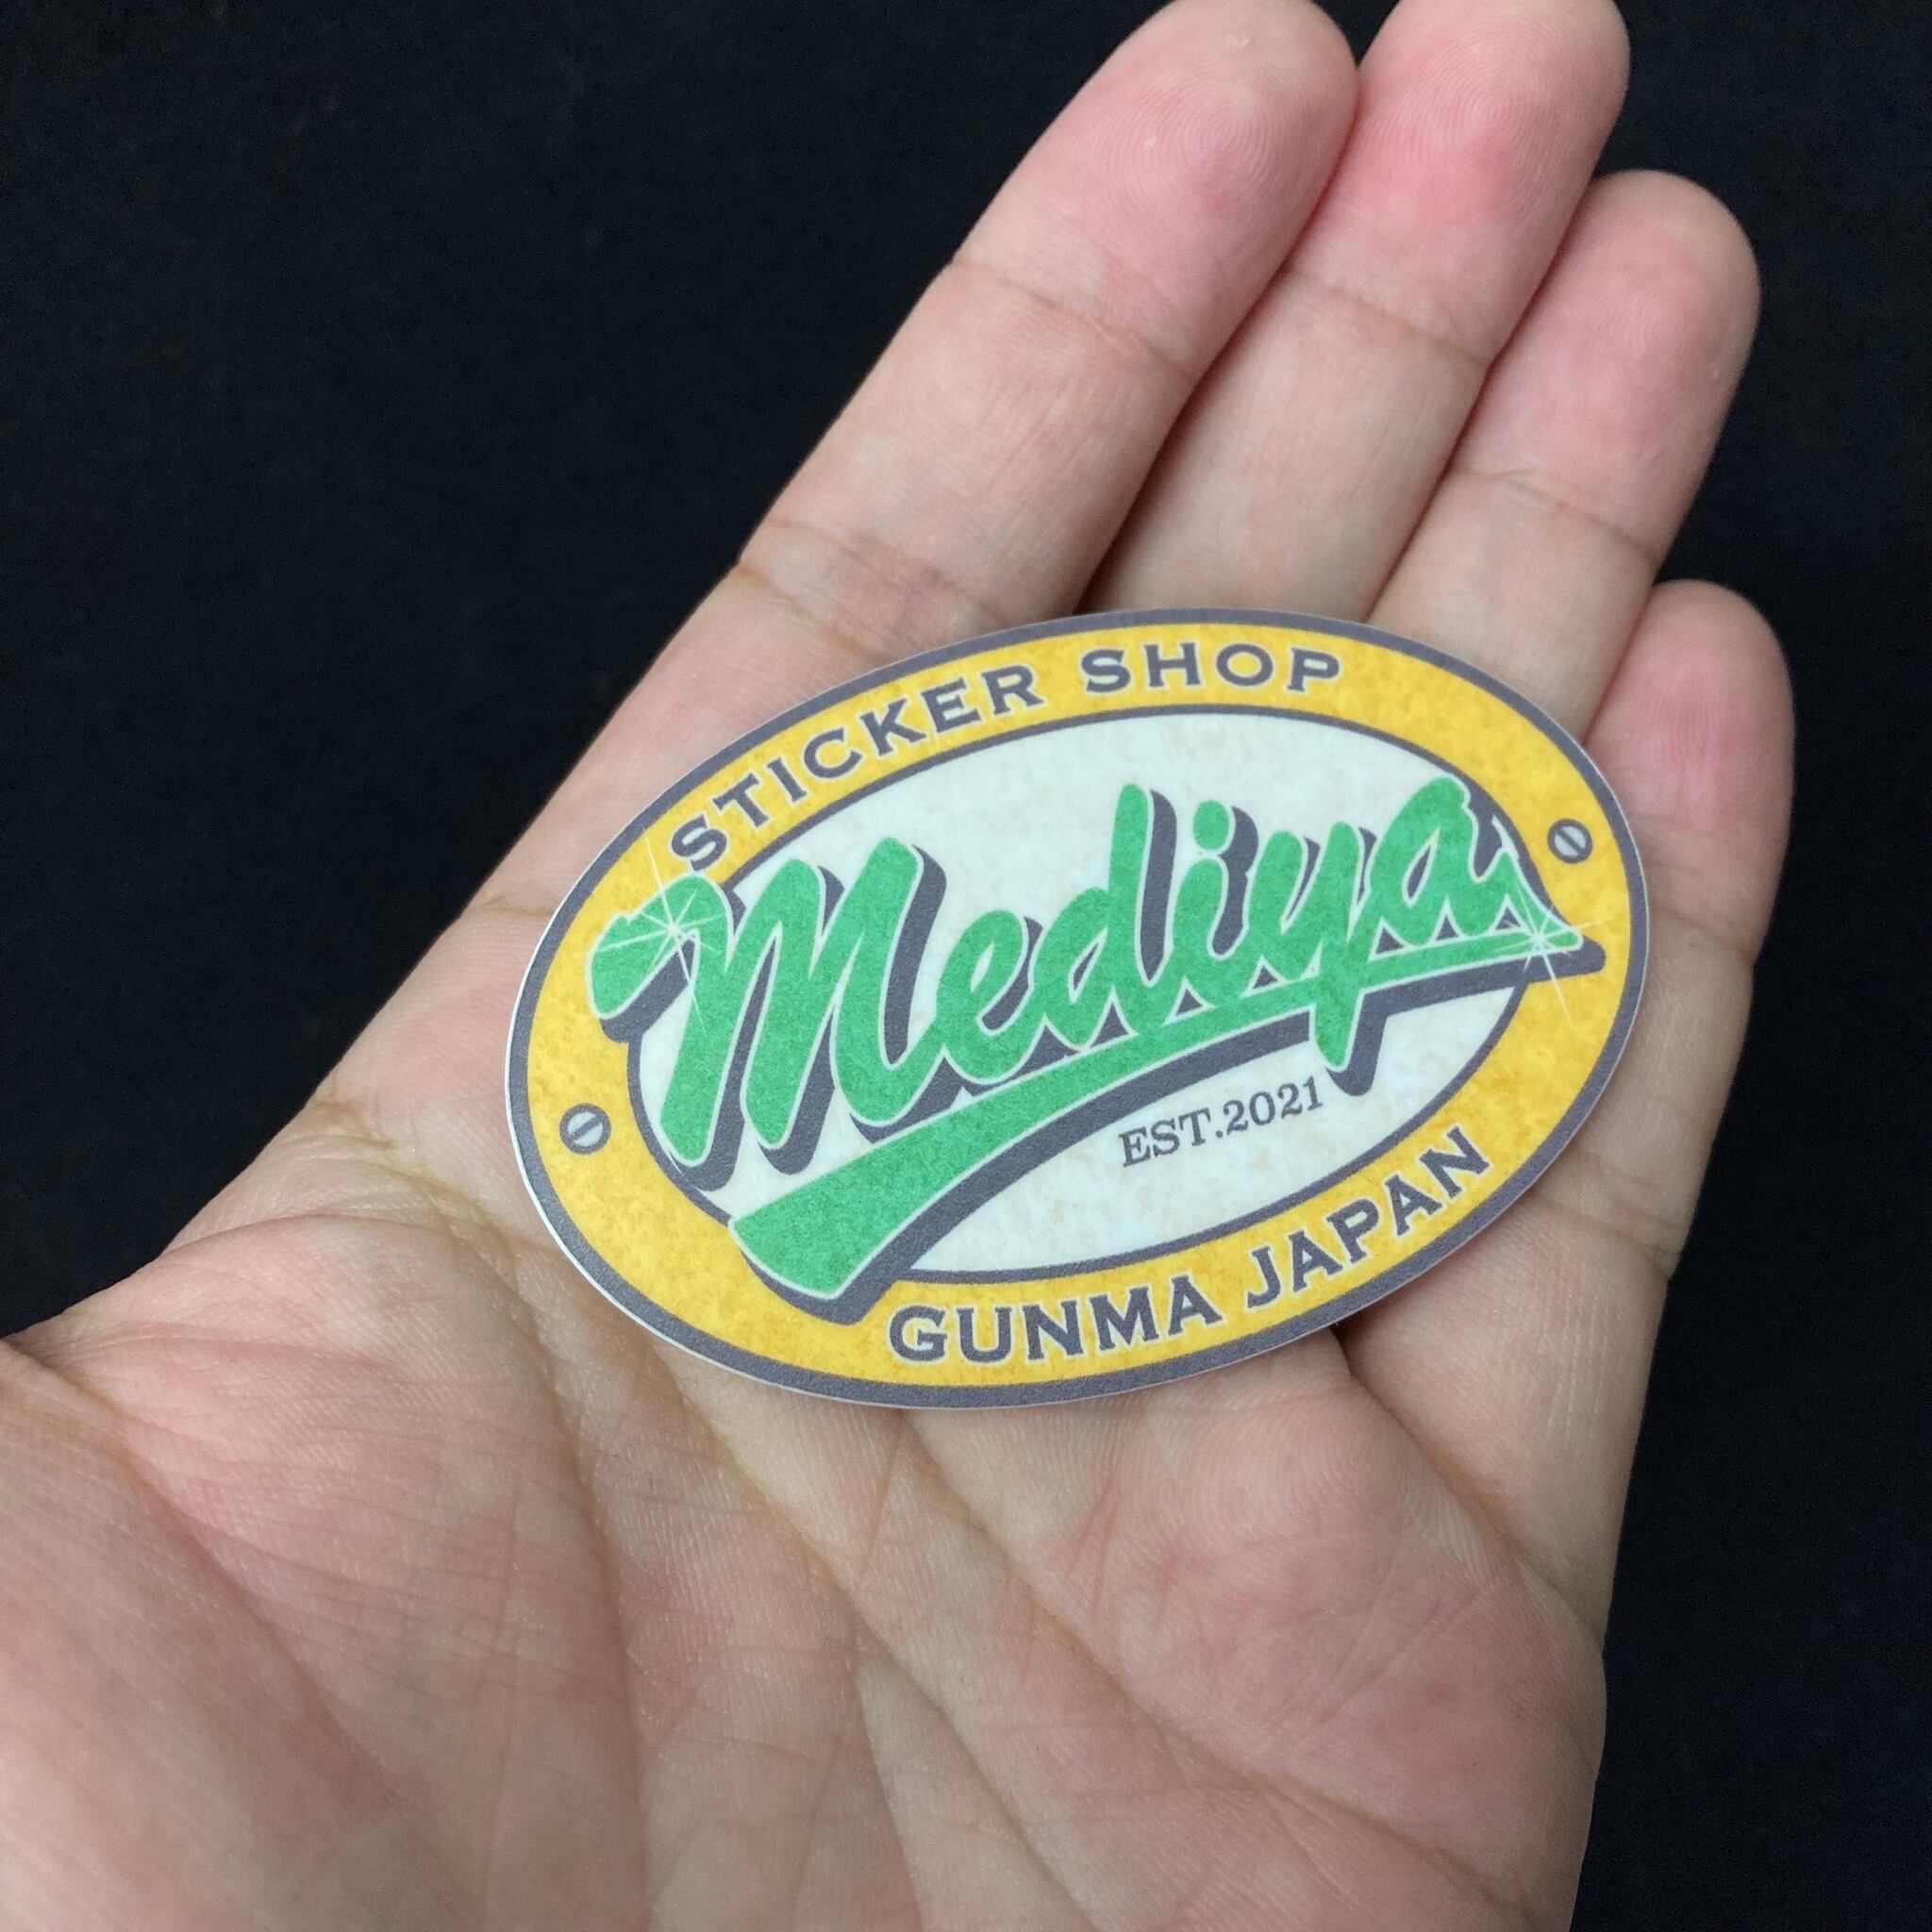 STICKER SHOP
Mediya
EST.2021
GUNMA JAPAN